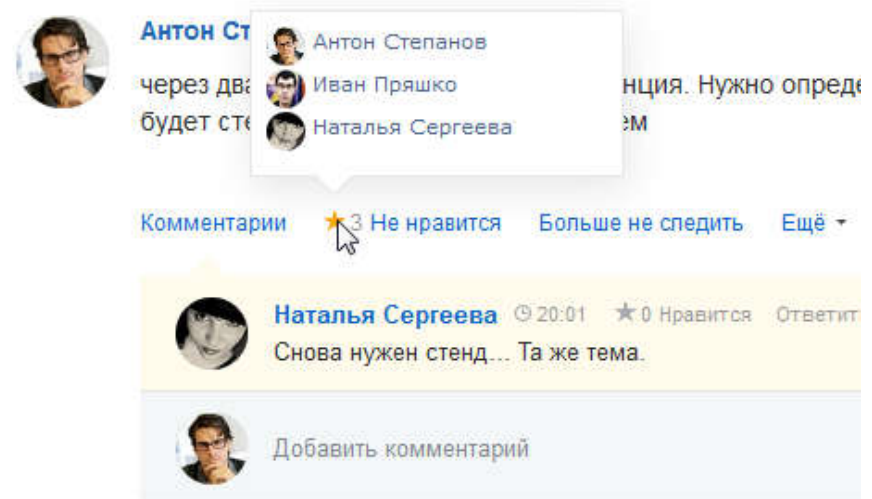 Антон Ст
Антон Степанов
Иван Пряшко
Наталья Сергеева
через два нция. Нужно опреде
будет сте ем
Комментарии 3 Не нравится Больше не следить Ещё
Наталья Сергеева 20:01 0 Нравится Ответит
Снова нужен стенд... Та же тема.
Добавить комментарий